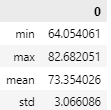 0
min 64.054061
max 82.682051
mean 73.354026
std 3.066086